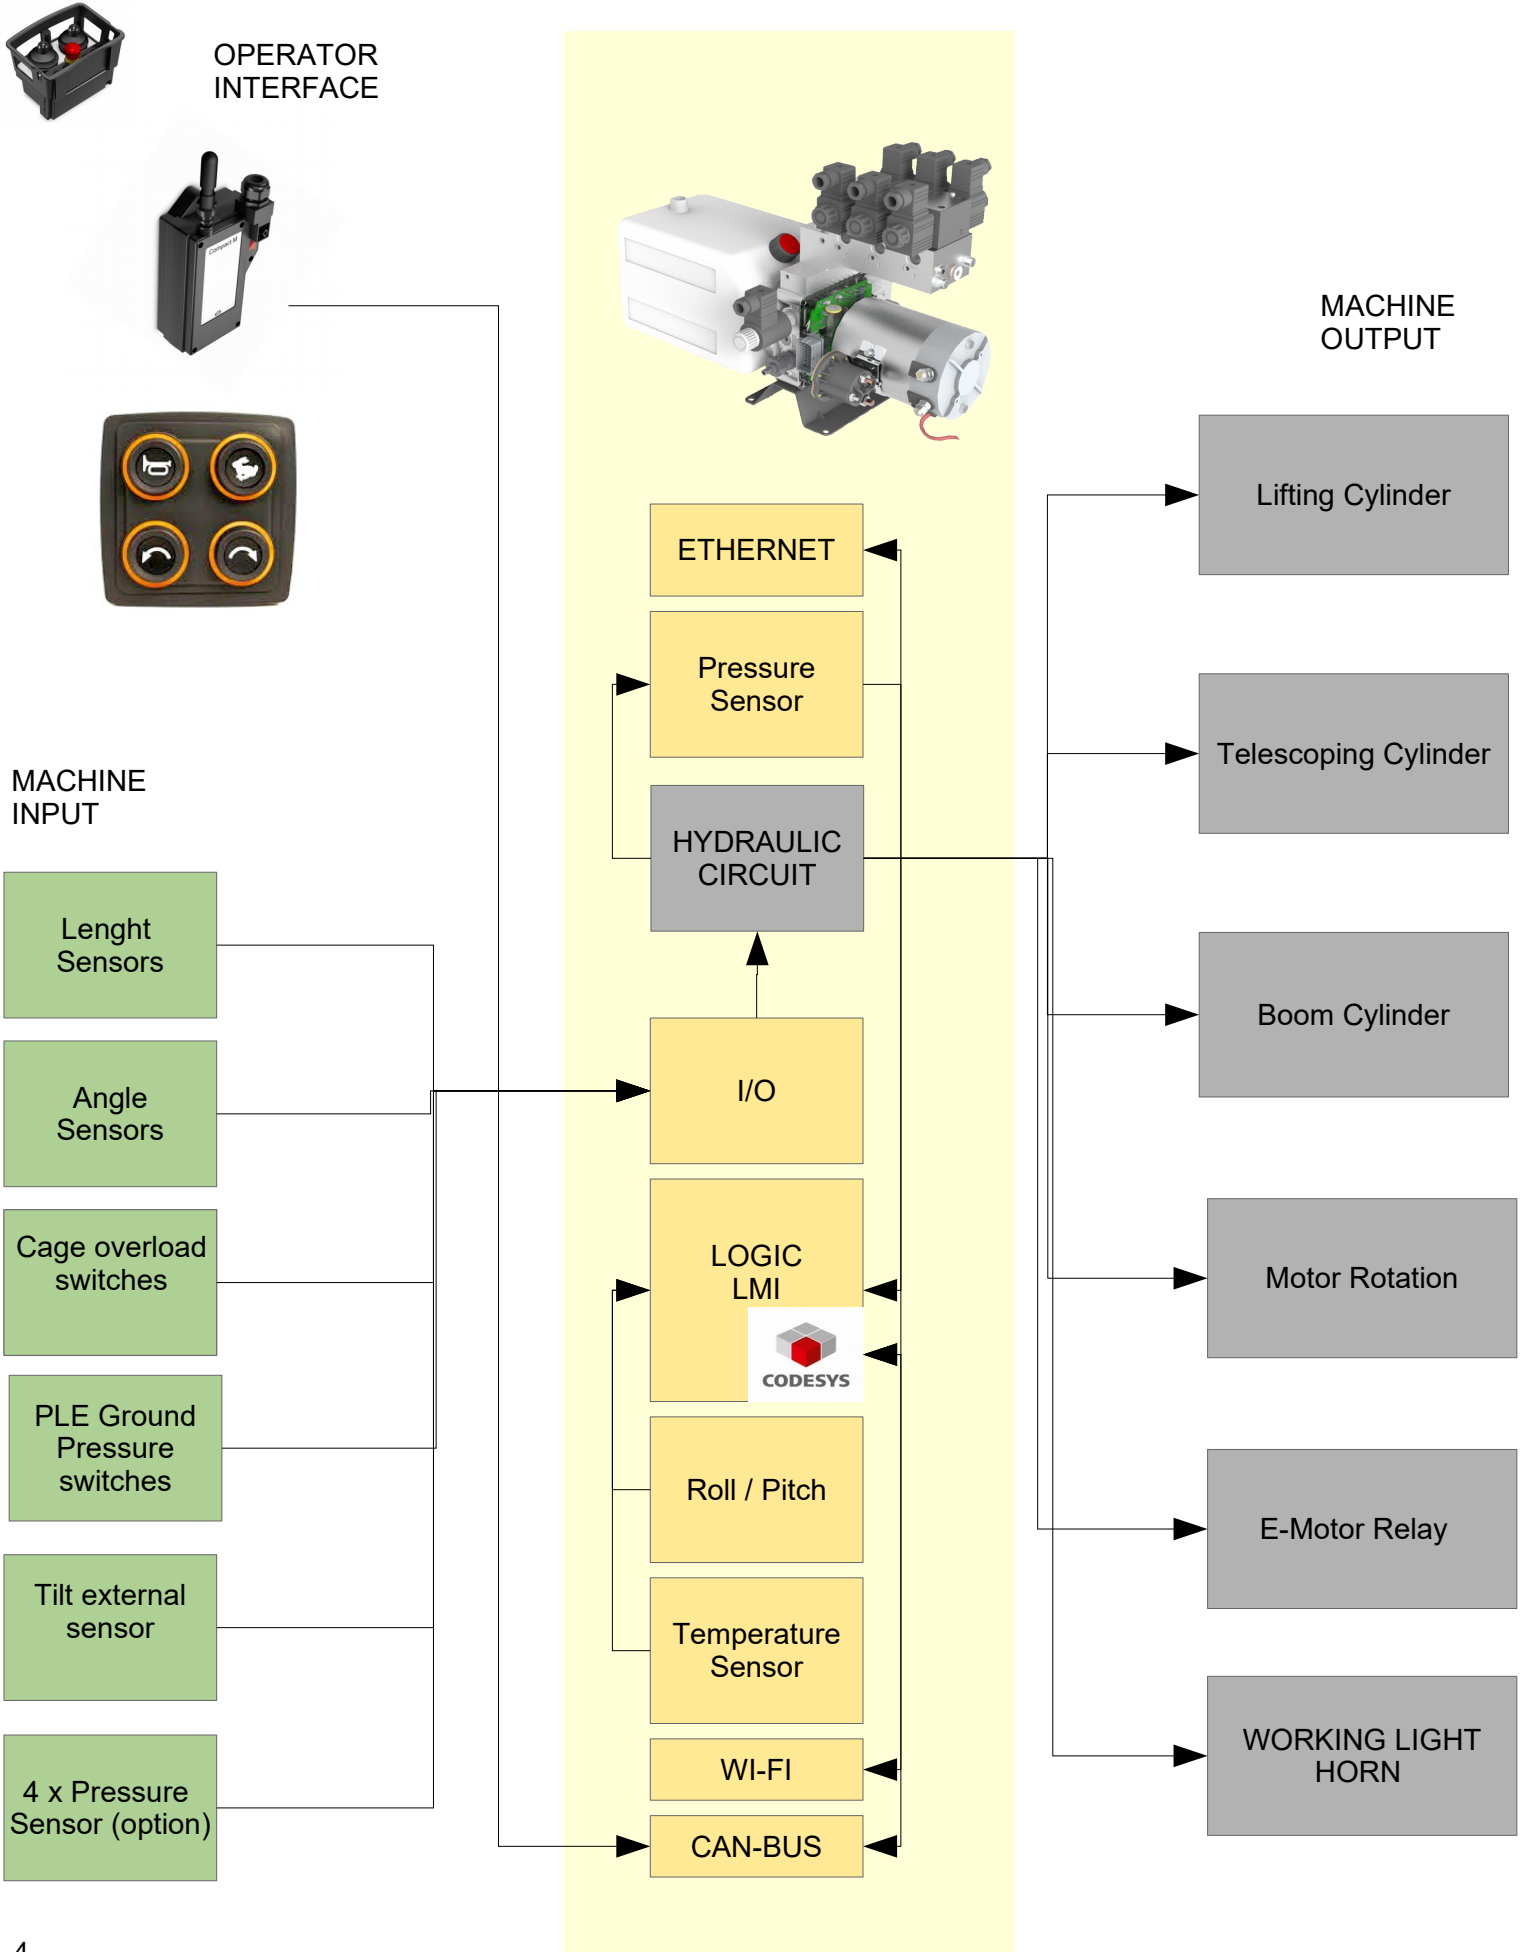 OPERATOR
INTERFACE
Compact M
MACHINE
OUTPUT
MACHINE
INPUT
Lenght
Sensors
Angle
Sensors
Cage overload
switches
PLE Ground
Pressure
switches
Tilt external
sensor
4 x Pressure
Sensor (option)
ETHERNET
Pressure
Sensor
HYDRAULIC
CIRCUIT
I/O
LOGIC
LMI
CODESYS
Roll / Pitch
Temperature
Sensor
WI-FI
CAN-BUS
Lifting Cylinder
Telescoping Cylinder
Boom Cylinder
Motor Rotation
E-Motor Relay
WORKING LIGHT
HORN
4